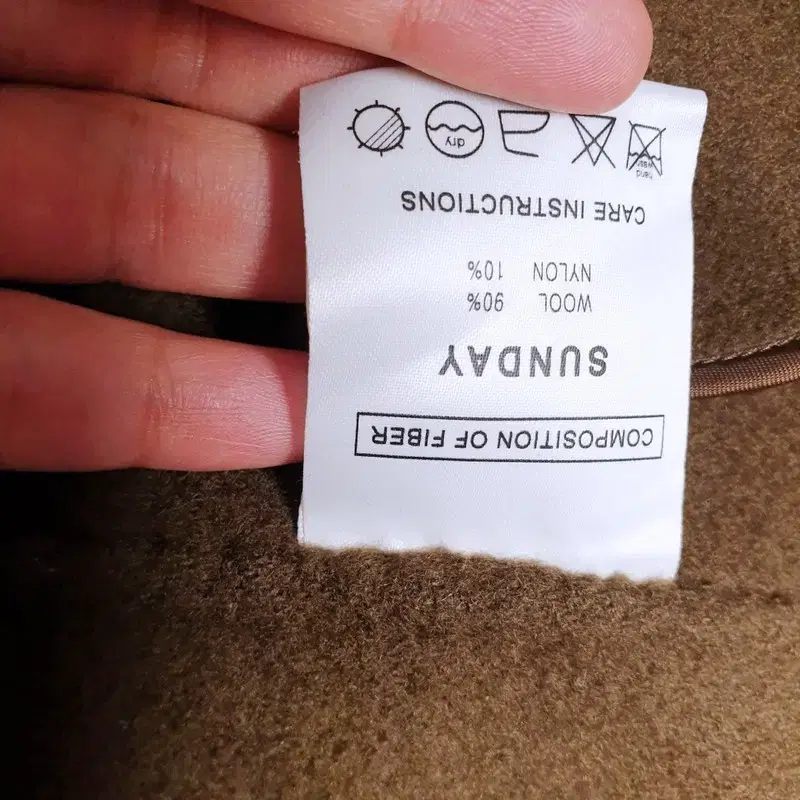 COMPOSITION OF FIBER
SUNDAY
WOOL 90%
NYLON 10%
CARE INSTRUCTIONS
hand wash
dry